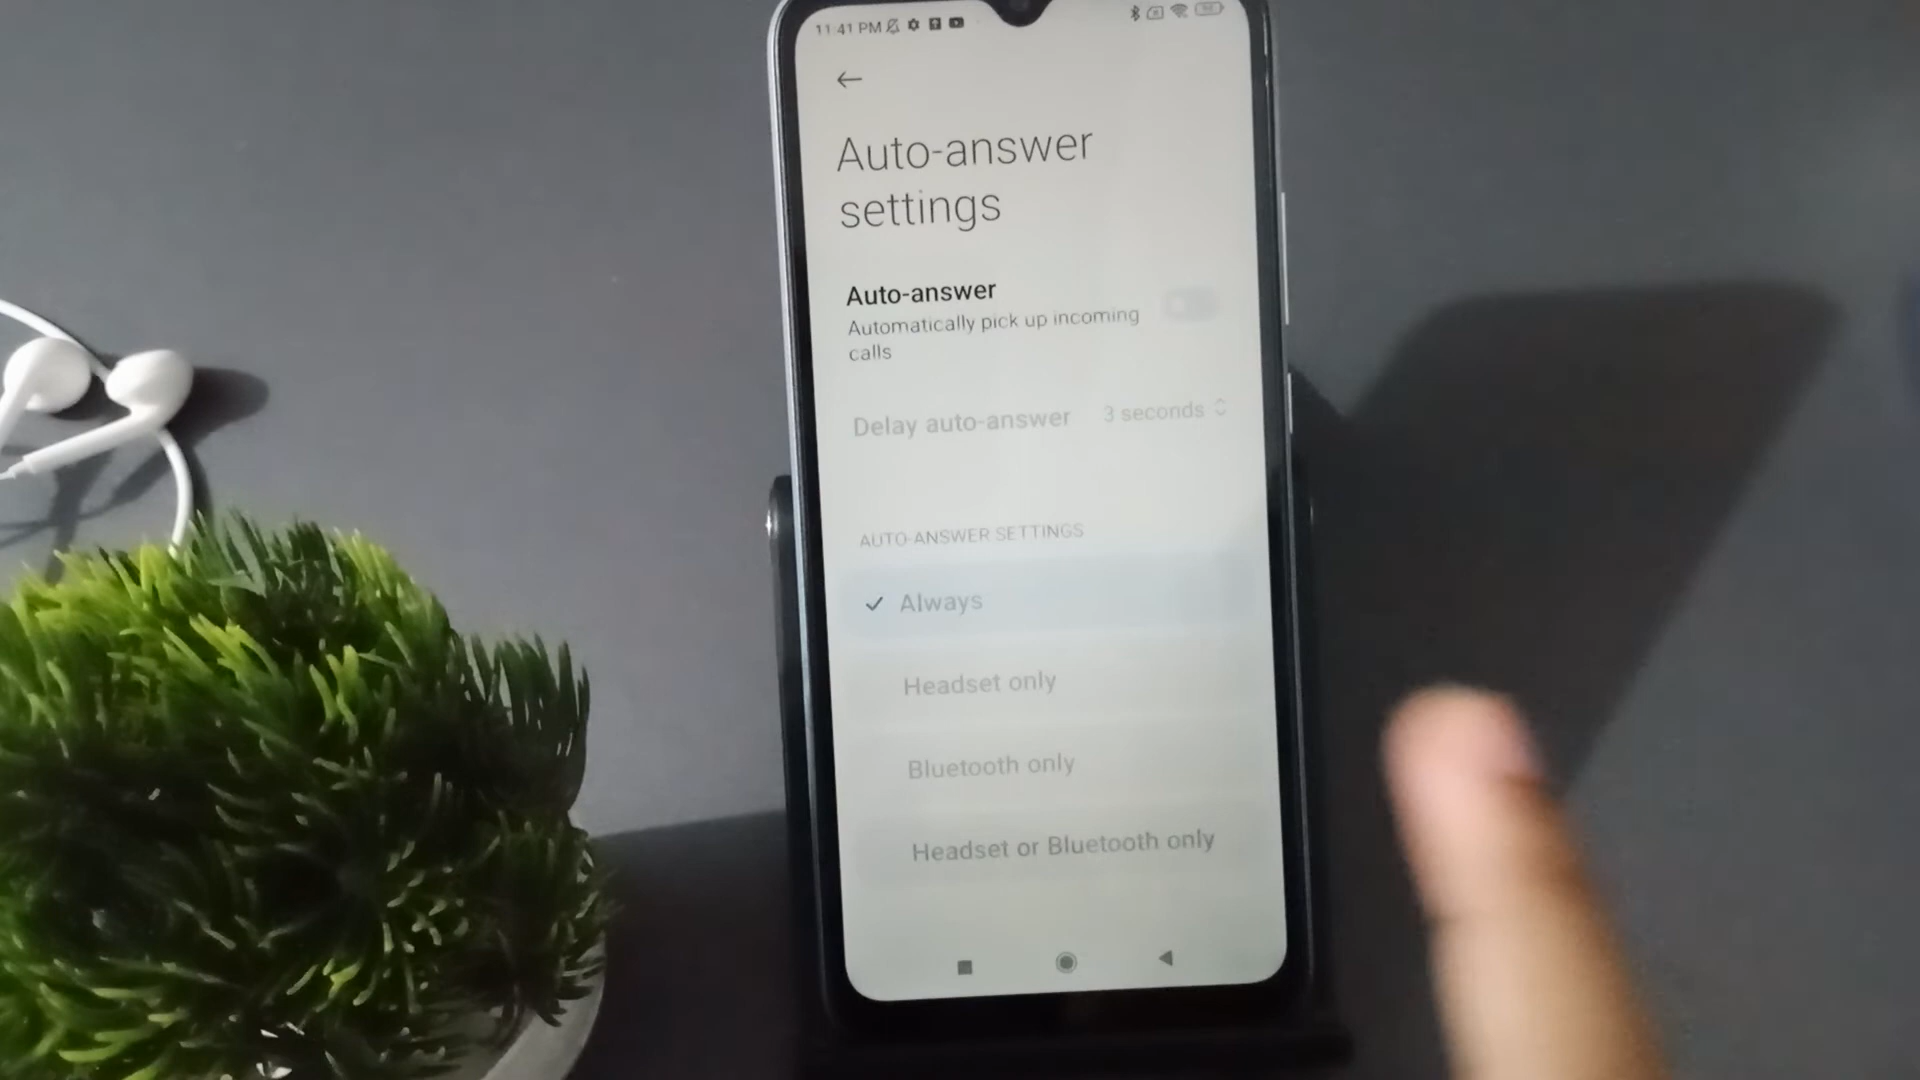 11:41 PM
Auto-answer
settings
Auto-answer
Automatically pick up incoming
calls
Delay auto-answer 3 seconds
AUTO-ANSWER SETTINGS
Always
Headset only
Bluetooth only
Headset or Bluetooth only